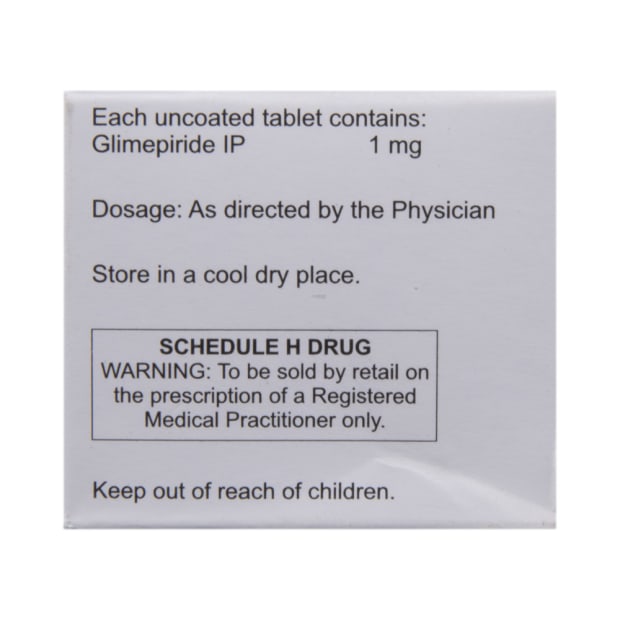 Each uncoated tablet contains:
Glimepiride IP 1 mg
Dosage: As directed by the Physician
Store in a cool dry place.
SCHEDULE H DRUG
WARNING: To be sold by retail on
the prescription of a Registered
Medical Practitioner only.
Keep out of reach of children.